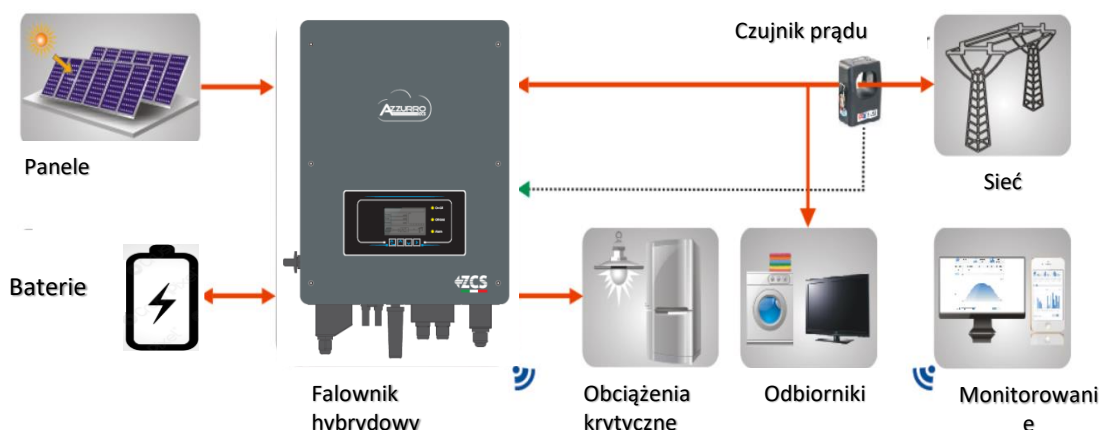 Czujnik prądu
AZZURRO
Panele
Sieć
Baterie
ZCS
Falownik
hybrydowy
Obciążenia
krytyczne
Odbiorniki
Monitorowani
e